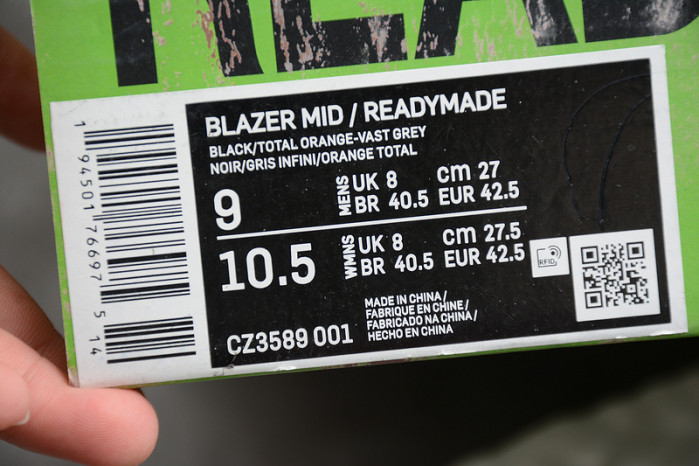 READ
BLAZER MID / READYMADE
BLACK/TOTAL ORANGE-VAST GREY
NOIR/GRIS INFINI/ORANGE TOTAL
9
MENS
UK 8 cm 27
BR 40.5 EUR 42.5
10.5
WMNS
UK 8 cm 27.5
BR 40.5 EUR 42.5
RFID
CZ3589 001
MADE IN CHINA/
FABRIQUE EN CHINE/
FABRICADO NA CHINA/
HECHO EN CHINA
1 94501 76697 5 14